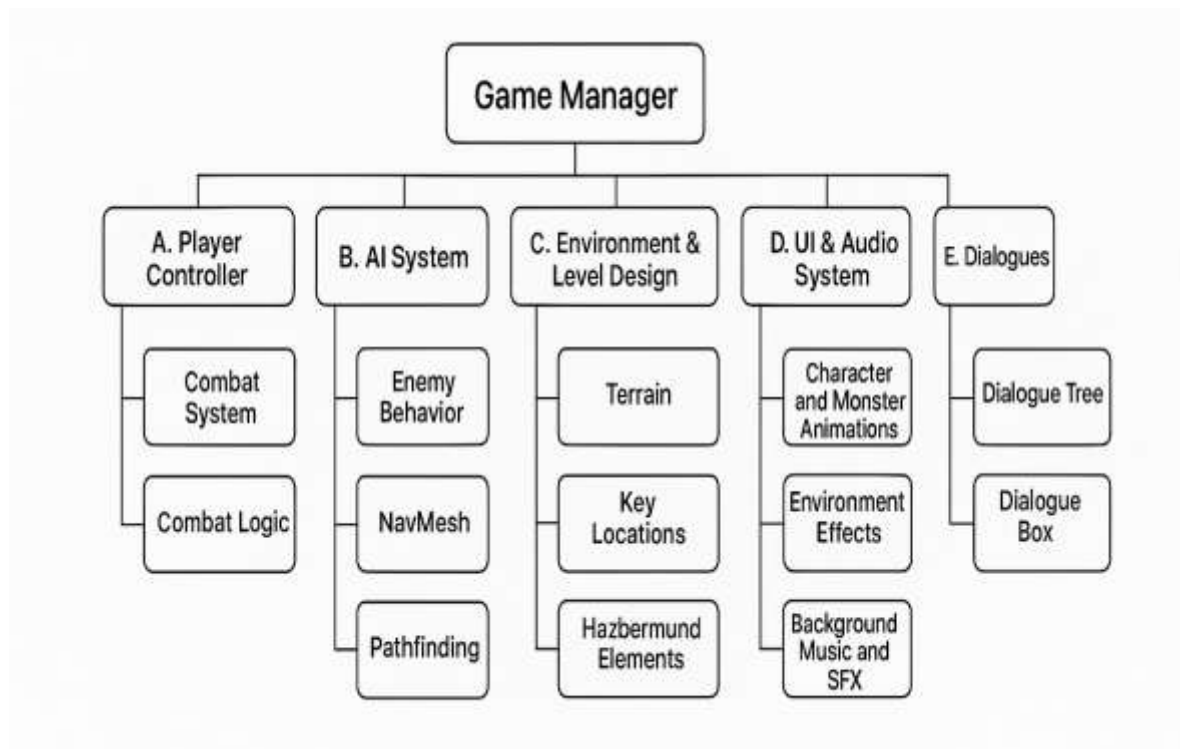 Game Manager
A. Player
Controller
B. AI System
C. Environment &
Level Design
D. UI & Audio
System
E. Dialogues
Combat
System
Enemy
Behavior
Terrain
Character
and Monster
Animations
Dialogue Tree
Combat Logic
NavMesh
Key
Locations
Environment
Effects
Dialogue
Box
Pathfinding
Hazbermund
Elements
Background
Music and
SFX